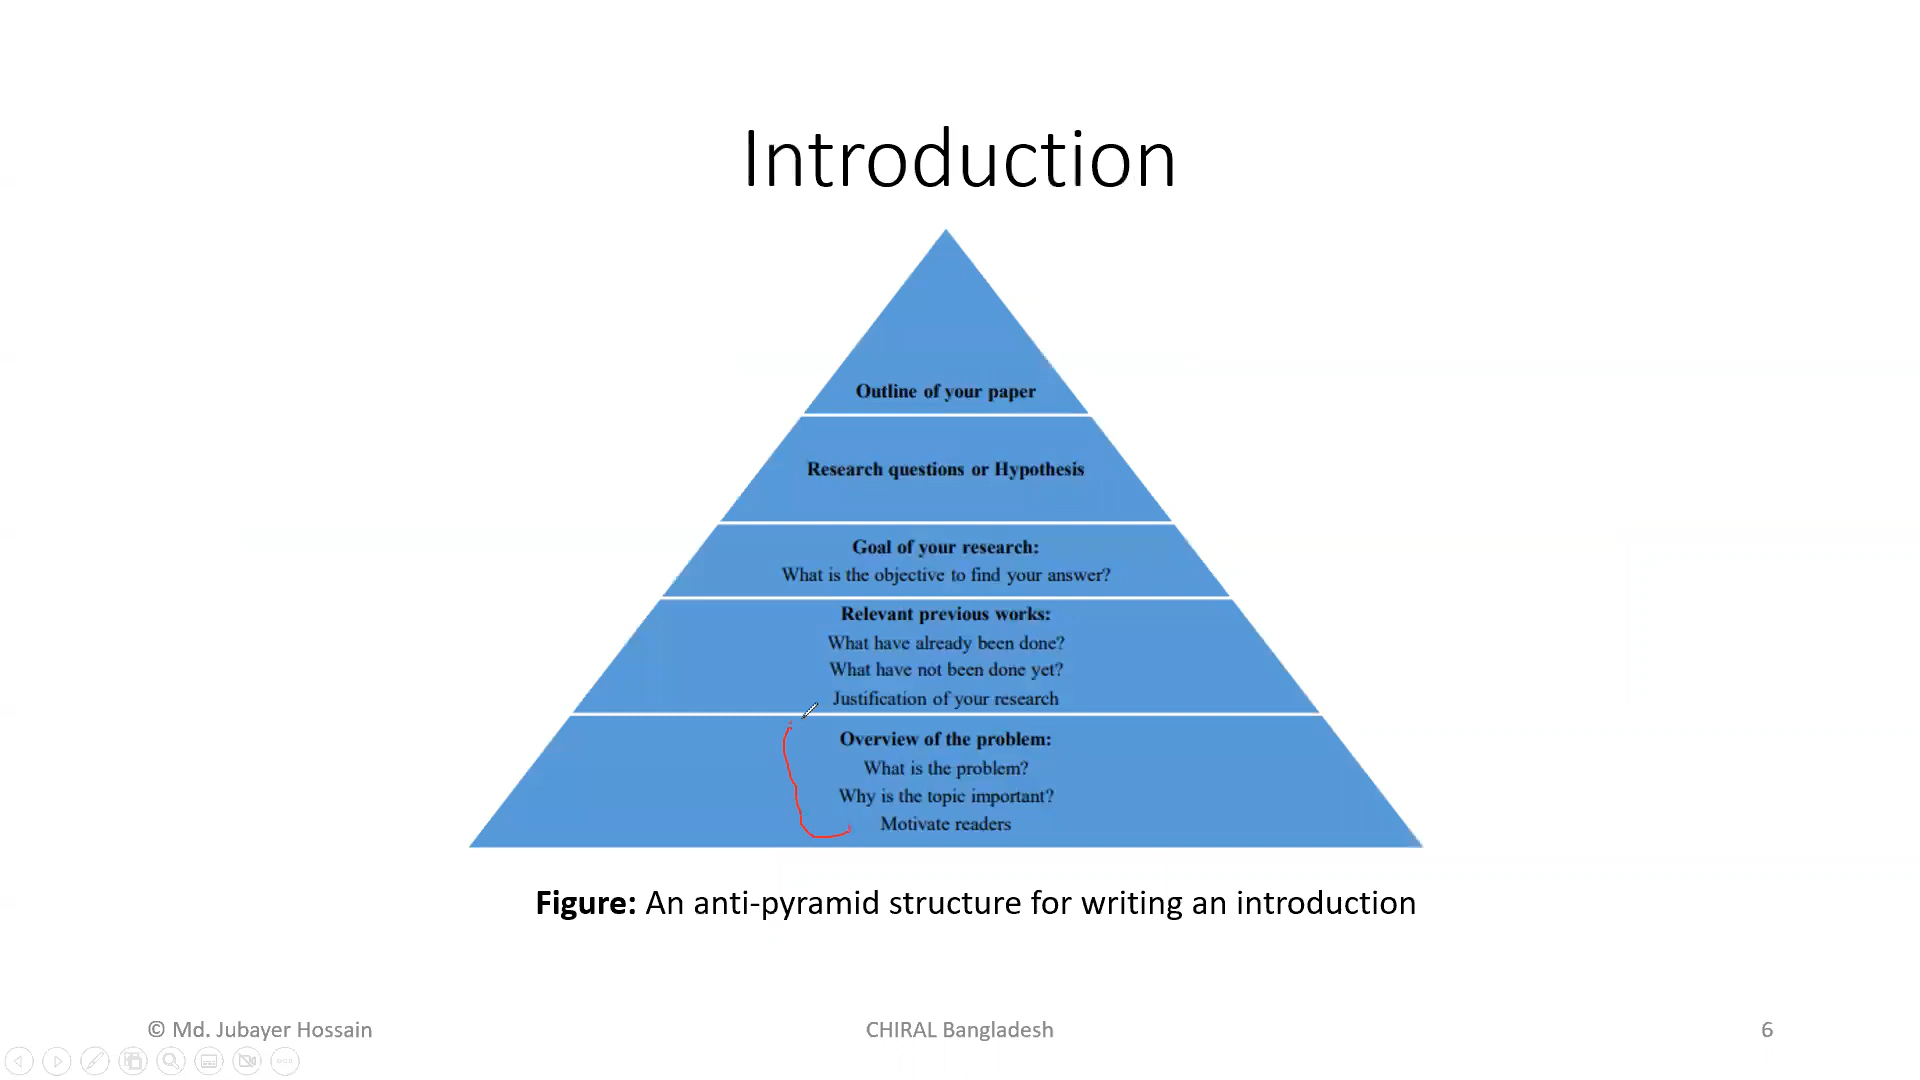 Introduction
Outline of your paper
Research questions or Hypothesis
Goal of your research:
What is the objective to find your answer?
Relevant previous works:
What have already been done?
What have not been done yet?
Justification of your research
Overview of the problem:
What is the problem?
Why is the topic important?
Motivate readers
Figure: An anti-pyramid structure for writing an introduction
© Md. Jubayer Hossain
CHIRAL Bangladesh
6